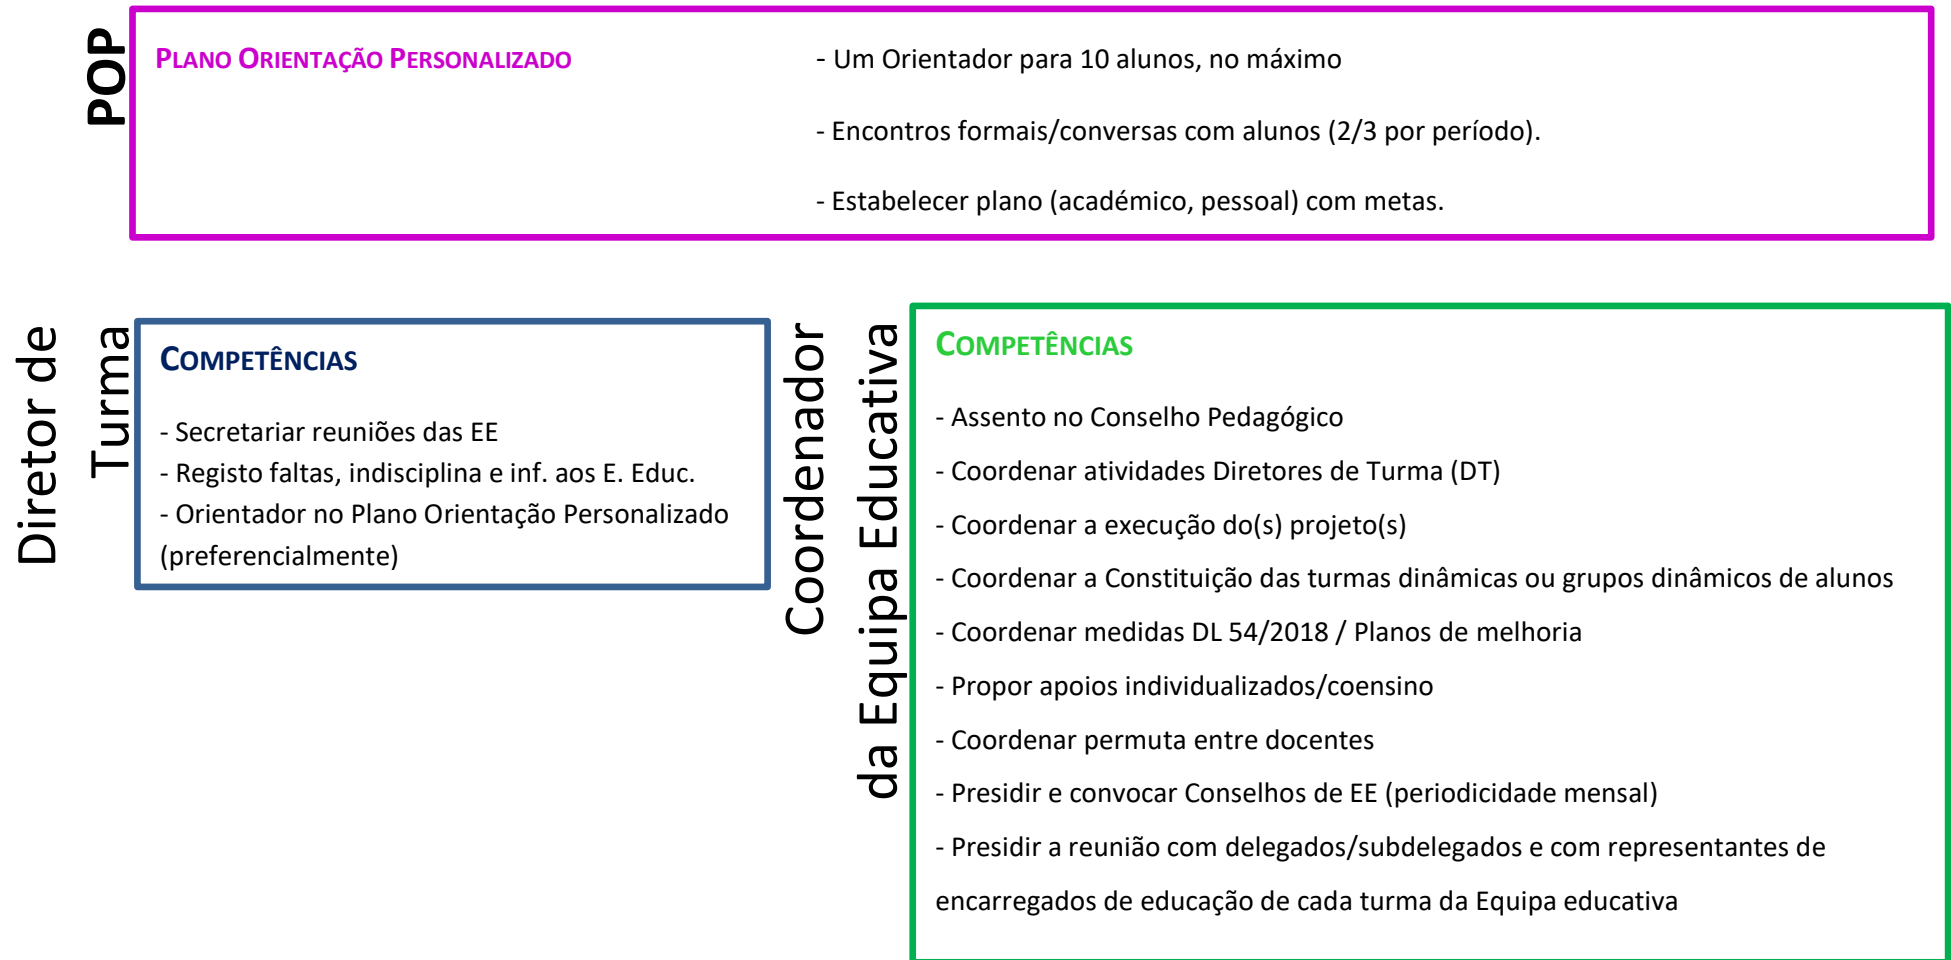 POP
PLANO ORIENTAÇÃO PERSONALIZADO
- Um Orientador para 10 alunos, no máximo
- Encontros formais/conversas com alunos (2/3 por período).
- Estabelecer plano (académico, pessoal) com metas.
Diretor de
Turma
COMPETÊNCIAS
- Secretariar reuniões das EE
- Registo faltas, indisciplina e inf. aos E. Educ.
- Orientador no Plano Orientação Personalizado
(preferencialmente)
Coordenador
da Equipa Educativa
COMPETÊNCIAS
- Assento no Conselho Pedagógico
- Coordenar atividades Diretores de Turma (DT)
- Coordenar a execução do(s) projeto(s)
- Coordenar a Constituição das turmas dinâmicas ou grupos dinâmicos de alunos
- Coordenar medidas DL 54/2018 / Planos de melhoria
- Propor apoios individualizados/coensino
- Coordenar permuta entre docentes
- Presidir e convocar Conselhos de EE (periodicidade mensal)
- Presidir a reunião com delegados/subdelegados e com representantes de
encarregados de educação de cada turma da Equipa educativa